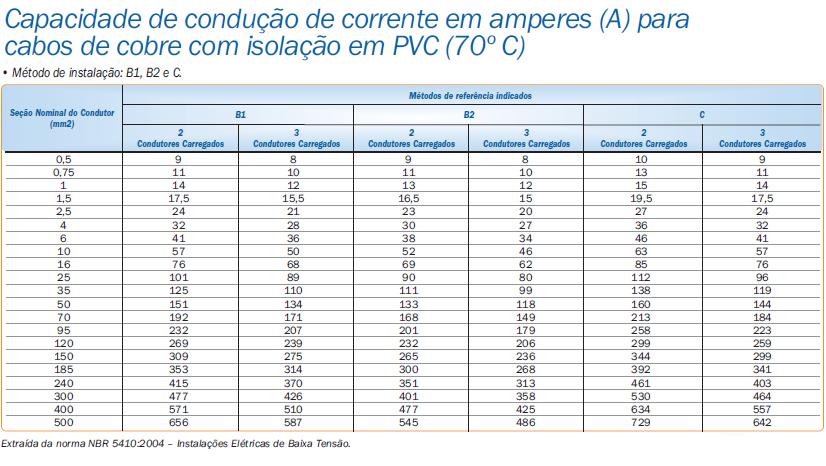 Capacidade de condução de corrente em amperes (A) para
cabos de cobre com isolação em PVC (70º C)
• Método de instalação: B1, B2 e C.
Seção Nominal do Condutor
(mm2)
Métodos de referência indicados
B1 B2 C
2 3 2 3 2 3
Condutores Carregados Condutores Carregados Condutores Carregados Condutores Carregados Condutores Carregados Condutores Carregados
0,5 9 8 9 8 10 9
0,75 11 10 11 10 13 11
1 14 12 13 12 15 14
1,5 17,5 15,5 16,5 15 19,5 17,5
2,5 24 21 23 20 27 24
4 32 28 30 27 36 32
6 41 36 38 34 46 41
10 57 50 52 46 63 57
16 76 68 69 62 85 76
25 101 89 90 80 112 96
35 125 110 111 99 138 119
50 151 134 133 118 160 144
70 192 171 168 149 213 184
95 232 207 201 179 258 223
120 269 239 232 206 299 259
150 309 275 265 236 344 299
185 353 314 300 268 392 341
240 415 370 351 313 461 403
300 477 426 401 358 530 464
400 571 510 477 425 634 557
500 656 587 545 486 729 642
Extraída da norma NBR 5410:2004 – Instalações Elétricas de Baixa Tensão.